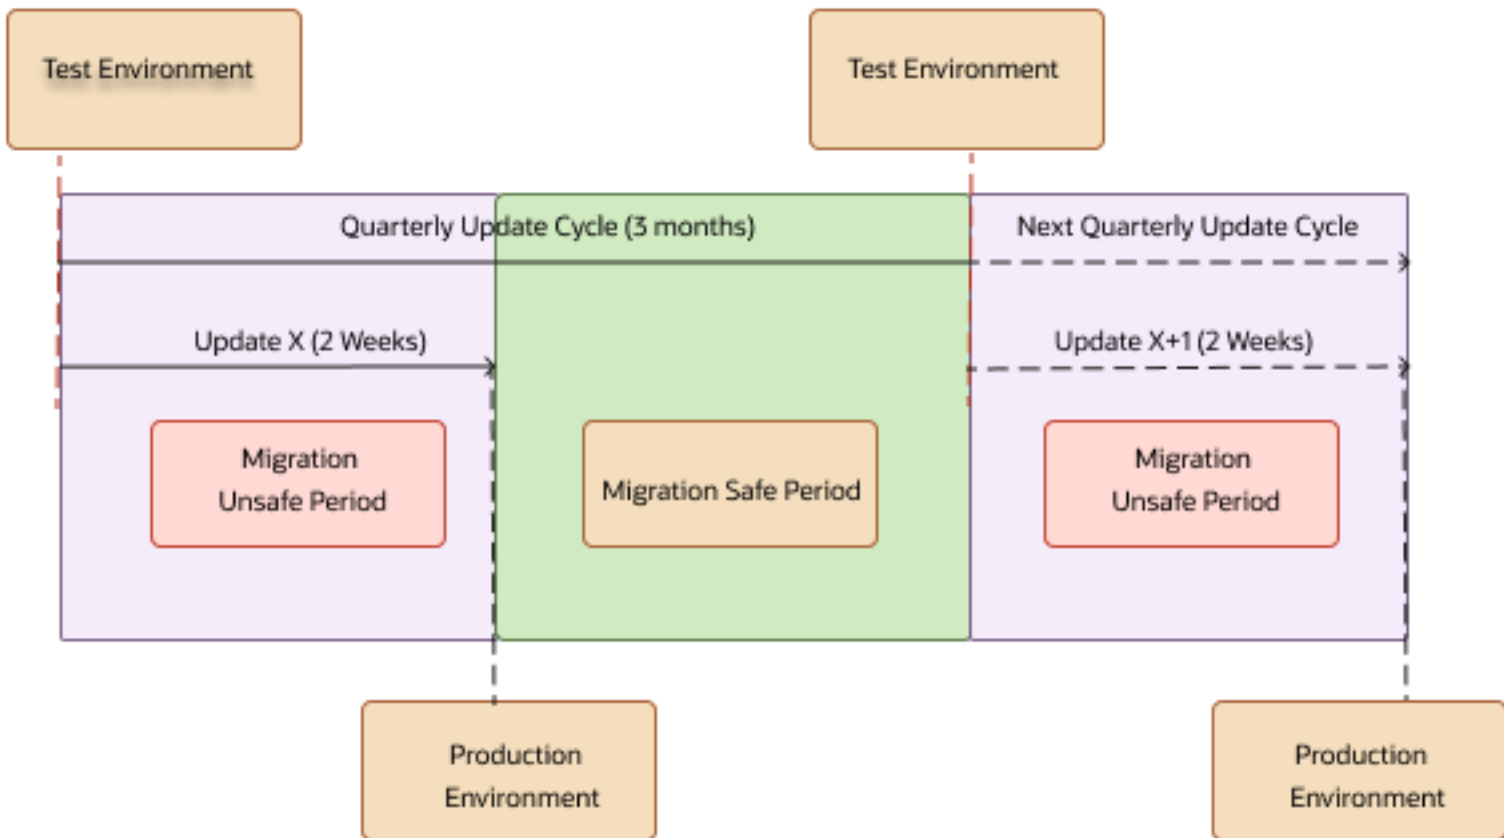 Test Environment
Test Environment
Quarterly Update Cycle (3 months)
Next Quarterly Update Cycle
Update X (2 Weeks)
Update X+1 (2 Weeks)
Migration
Unsafe Period
Migration Safe Period
Migration
Unsafe Period
Production
Environment
Production
Environment